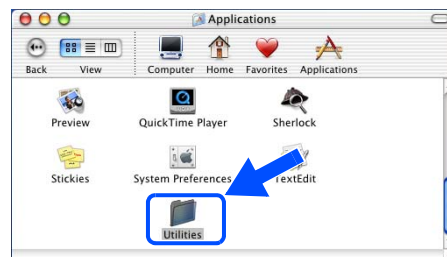 Applications
Back View Computer Home Favorites Applications
Preview QuickTime Player Sherlock
Stickies System Preferences TextEdit
Utilities